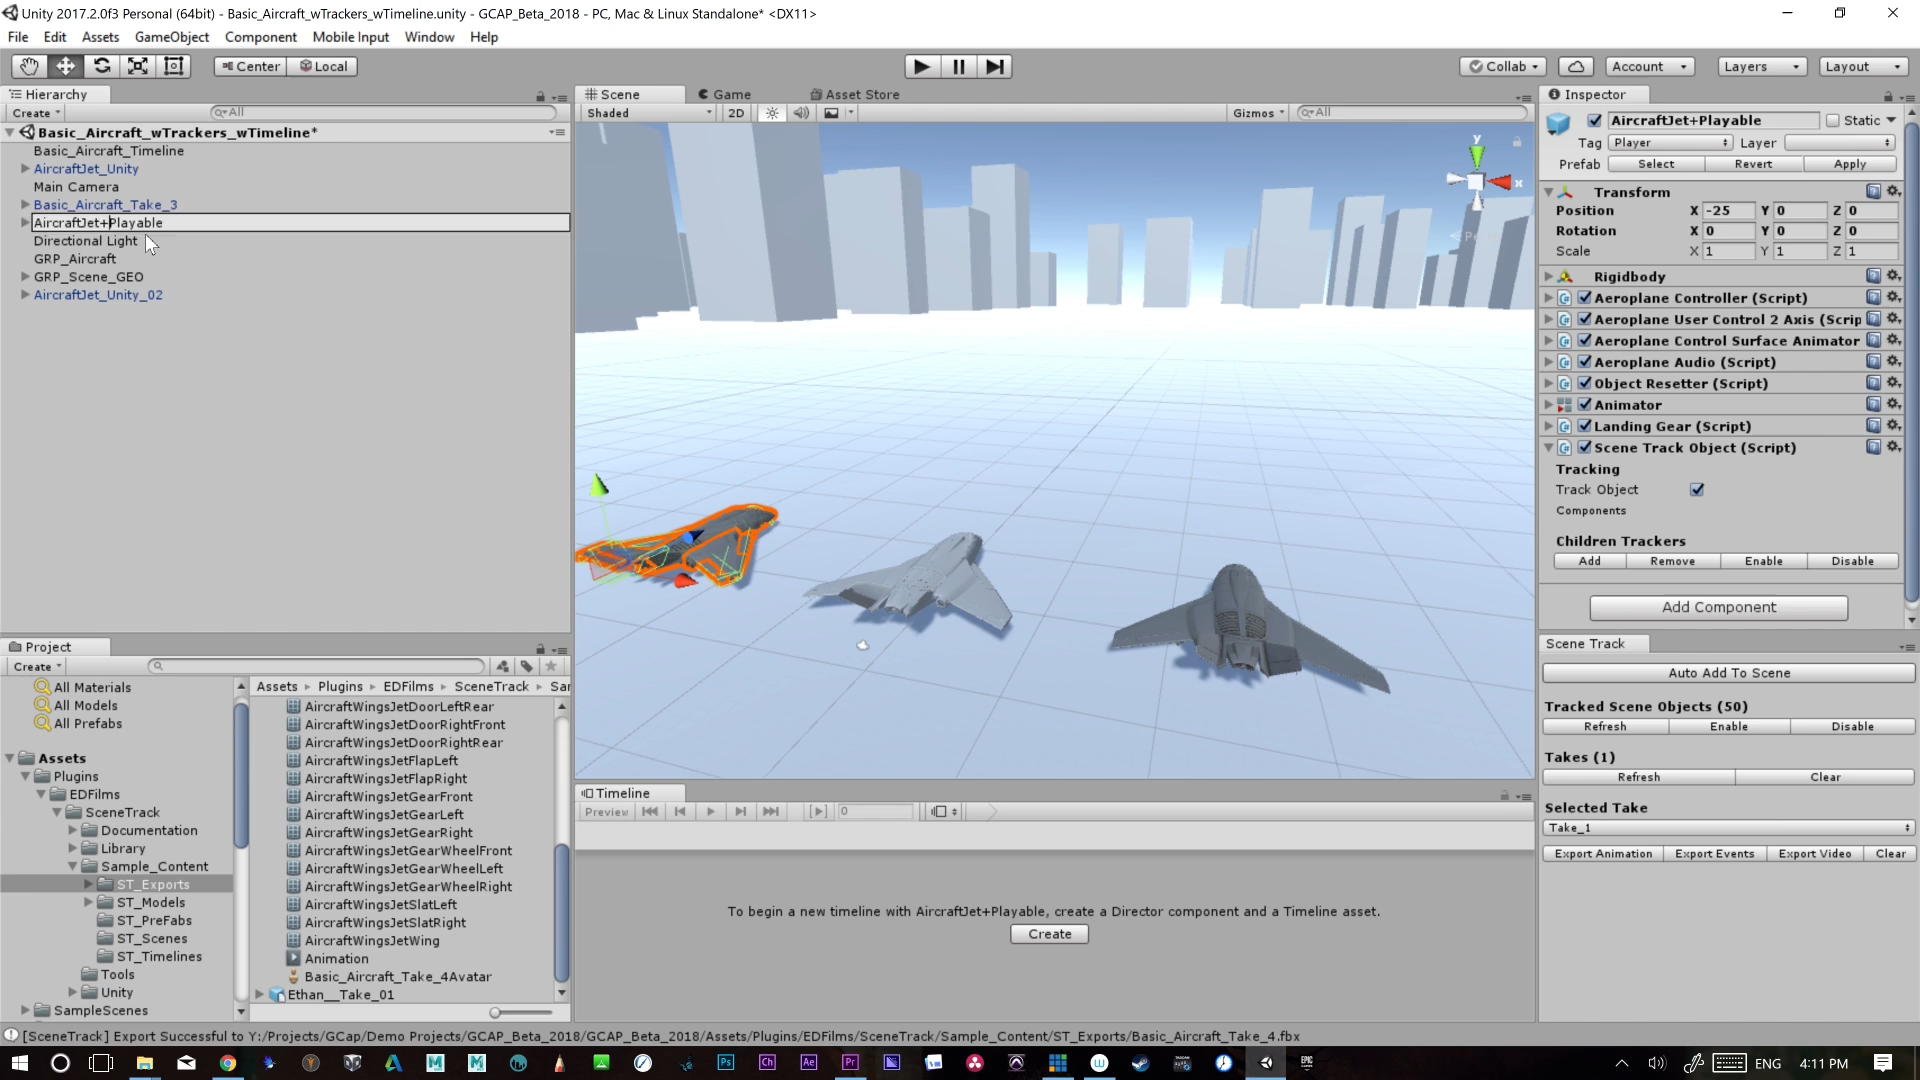 Unity 2017.2.0f3 Personal (64bit) - Basic_Aircraft_wTrackers_wTimeline.unity - GCAP_Beta_2018 - PC, Mac & Linux Standalone* <DX11>
File Edit Assets GameObject Component Mobile Input Window Help
Center Local Collab Account Layers Layout
Hierarchy
Create All
Basic_Aircraft_wTrackers_wTimeline*
Basic_Aircraft_Timeline
AircraftJet_Unity
Main Camera
Basic_Aircraft_Take_3
AircraftJet+Playable
Directional Light
GRP_Aircraft
GRP_Scene_GEO
AircraftJet_Unity_02
Scene Game Asset Store
Shaded 2D Gizmos All
y
x
Inspector
AircraftJet+Playable Static
Tag Player Layer
Prefab Select Revert Apply
Transform
Position X -25 Y 0 Z 0
Rotation X 0 Y 0 Z 0
Scale X 1 Y 1 Z 1
Rigidbody
Aeroplane Controller (Script)
Aeroplane User Control 2 Axis (Scrip
Aeroplane Control Surface Animator
Aeroplane Audio (Script)
Object Resetter (Script)
Animator
Landing Gear (Script)
Scene Track Object (Script)
Tracking
Track Object
Components
Children Trackers
Add Remove Enable Disable
Add Component
Scene Track
Auto Add To Scene
Tracked Scene Objects (50)
Refresh Enable Disable
Takes (1)
Refresh Clear
Selected Take
Take_1
Export Animation Export Events Export Video Clear
Project
Create
All Materials
All Models
All Prefabs
Assets
Plugins
EDFilms
SceneTrack
Documentation
Library
Sample_Content
ST_Exports
ST_Models
ST_PreFabs
ST_Scenes
ST_Timelines
Tools
Unity
SampleScenes
Assets Plugins EDFilms SceneTrack Sar
AircraftWingsJetDoorLeftRear
AircraftWingsJetDoorRightFront
AircraftWingsJetDoorRightRear
AircraftWingsJetFlapLeft
AircraftWingsJetFlapRight
AircraftWingsJetGearFront
AircraftWingsJetGearLeft
AircraftWingsJetGearRight
AircraftWingsJetGearWheelFront
AircraftWingsJetGearWheelLeft
AircraftWingsJetGearWheelRight
AircraftWingsJetSlatLeft
AircraftWingsJetSlatRight
AircraftWingsJetWing
Animation
Basic_Aircraft_Take_4Avatar
Ethan__Take_01
Timeline
Preview 0
To begin a new timeline with AircraftJet+Playable, create a Director component and a Timeline asset.
Create
[SceneTrack] Export Successful to Y:/Projects/GCap/Demo Projects/GCAP_Beta_2018/GCAP_Beta_2018/Assets/Plugins/EDFilms/SceneTrack/Sample_Content/ST_Exports/Basic_Aircraft_Take_4.fbx
M M Ps Ch Ae Pr w EPIC ENG 4:11 PM